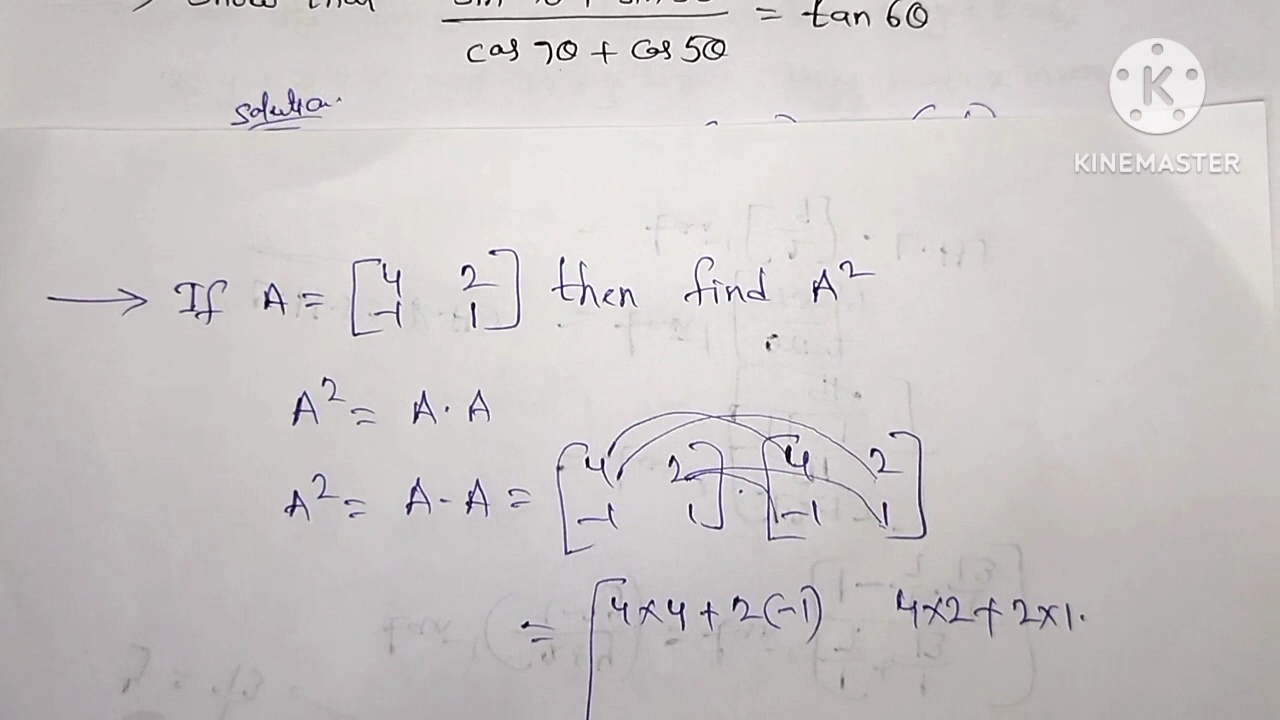 = tan 6θ
cos 7θ + cos 5θ
Solution.
K
KINEMASTER
→ If A = [4 2
-1 1] then find A²
A² = A · A
A² = A - A = [4 2 · [4 2
-1 1] -1 1]
= [4×4 + 2(-1) 4×2 + 2×1.